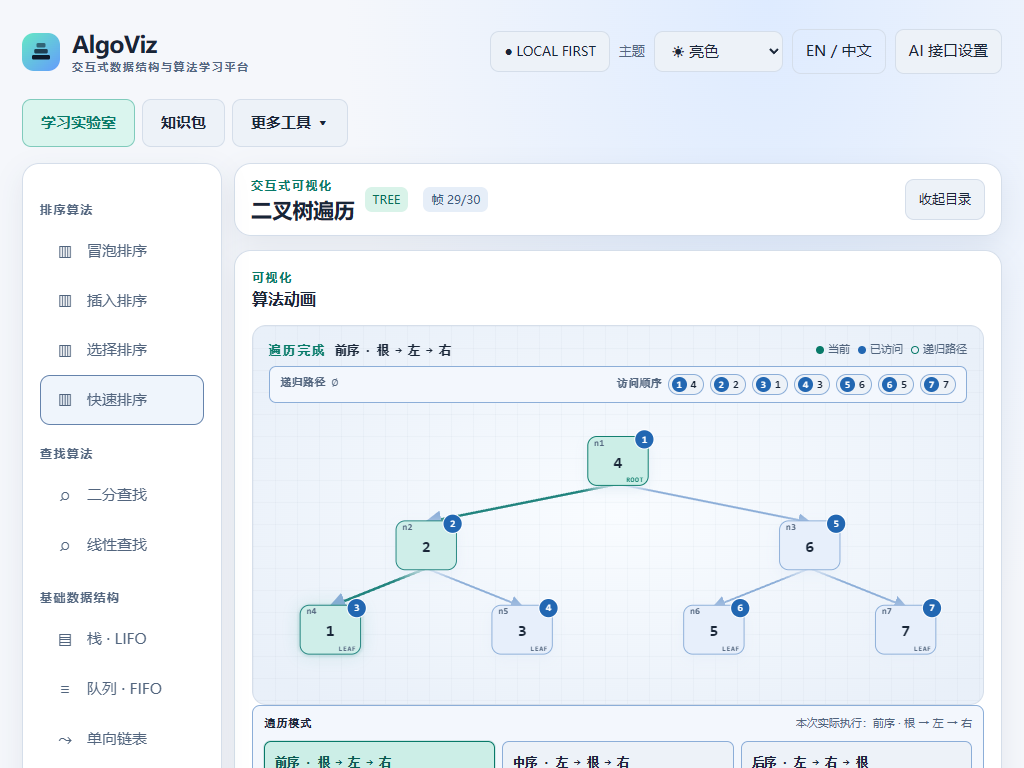 AlgoViz
交互式数据结构与算法学习平台
● LOCAL FIRST
主题
☀ 亮色
EN / 中文
AI 接口设置
学习实验室
知识包
更多工具 ▾
排序算法
▥ 冒泡排序
▥ 插入排序
▥ 选择排序
▥ 快速排序
查找算法
⌕ 二分查找
⌕ 线性查找
基础数据结构
▤ 栈 · LIFO
≡ 队列 · FIFO
⤳ 单向链表
交互式可视化
二叉树遍历
TREE
帧 29/30
收起目录
可视化
算法动画
遍历完成 前序 · 根 → 左 → 右
当前 已访问 递归路径
递归路径 ∅
访问顺序 1 4 2 2 3 1 4 3 5 6 6 5 7 7
n1 1
4
ROOT
n2 2
2
n3 5
6
n4 3
1
LEAF
n5 4
3
LEAF
n6 6
5
LEAF
n7 7
7
LEAF
遍历模式
本次实际执行：前序 · 根 → 左 → 右
前序 · 根 → 左 → 右
中序 · 左 → 根 → 右
后序 · 左 → 右 → 根